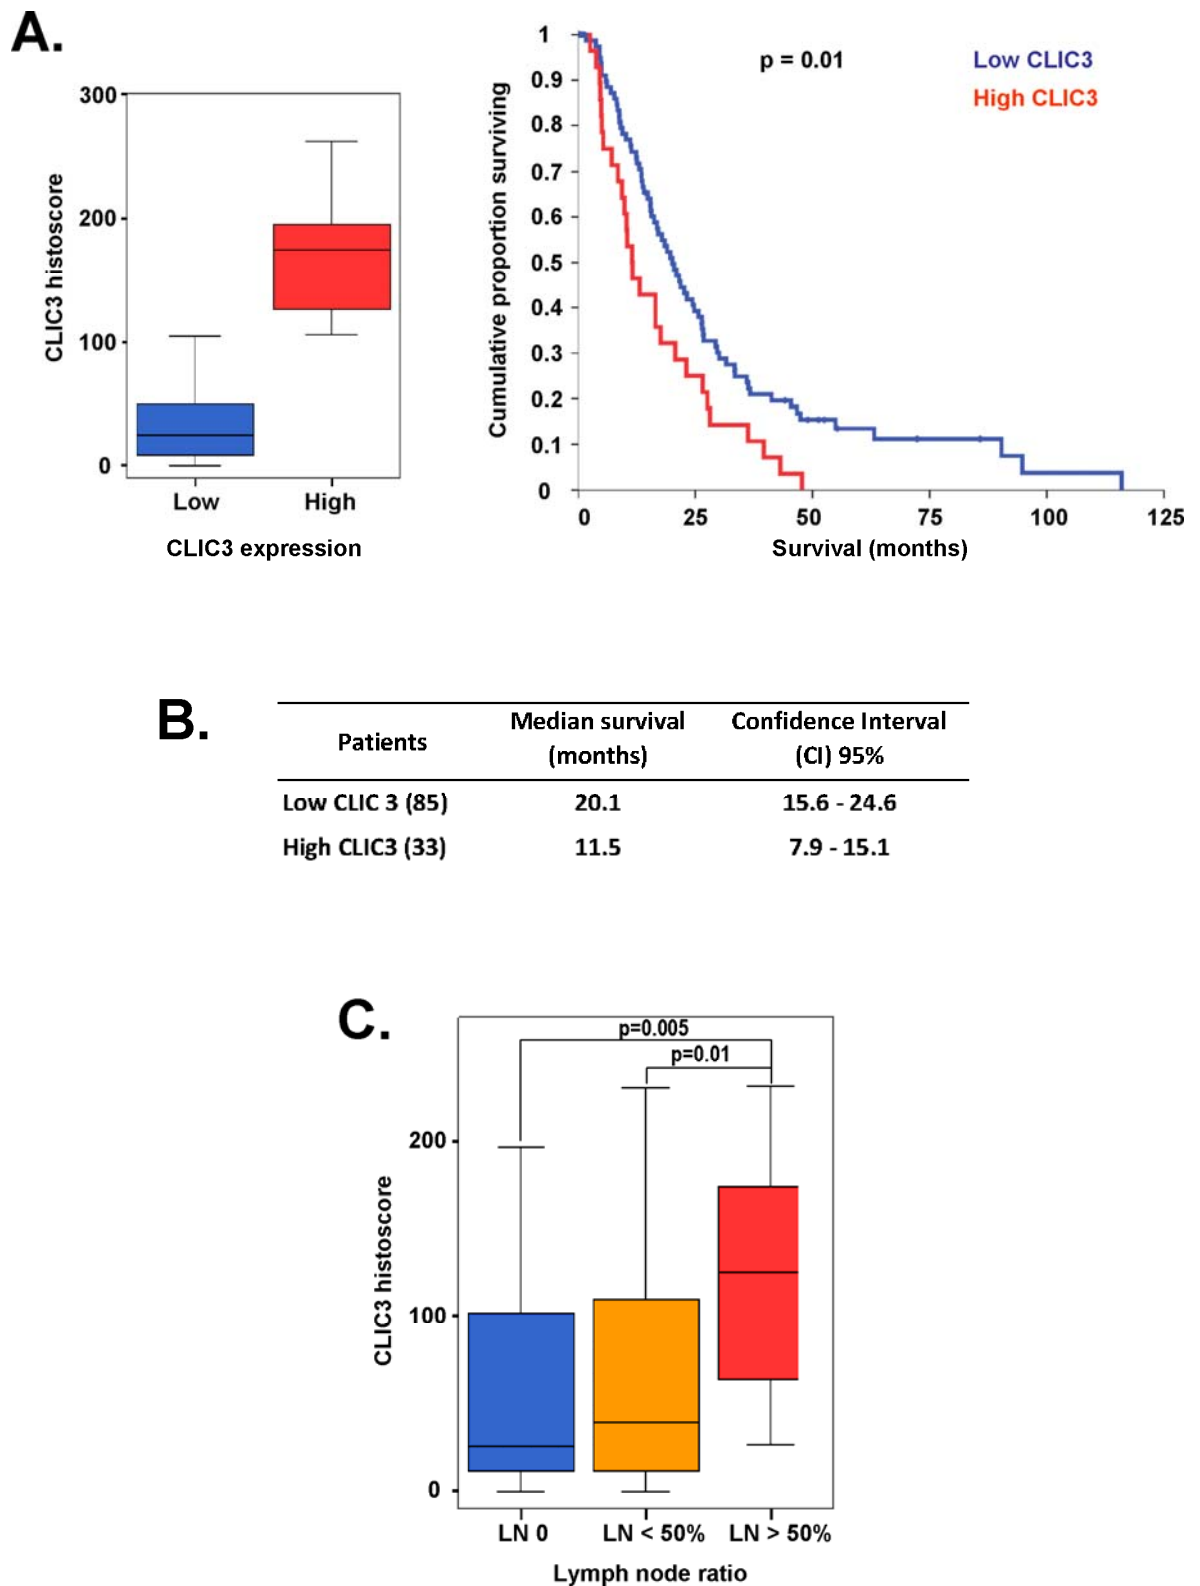 A.
300
200
100
0
CLIC3 histoscore
Low High
CLIC3 expression
1
0.9
0.8
0.7
0.6
0.5
0.4
0.3
0.2
0.1
0
Cumulative proportion surviving
p = 0.01
Low CLIC3
High CLIC3
0 25 50 75 100 125
Survival (months)
B.
Patients
Median survival
(months)
Confidence Interval
(CI) 95%
Low CLIC 3 (85) 20.1 15.6 - 24.6
High CLIC3 (33) 11.5 7.9 - 15.1
C.
p=0.005
p=0.01
200
100
0
CLIC3 histoscore
LN 0 LN < 50% LN > 50%
Lymph node ratio